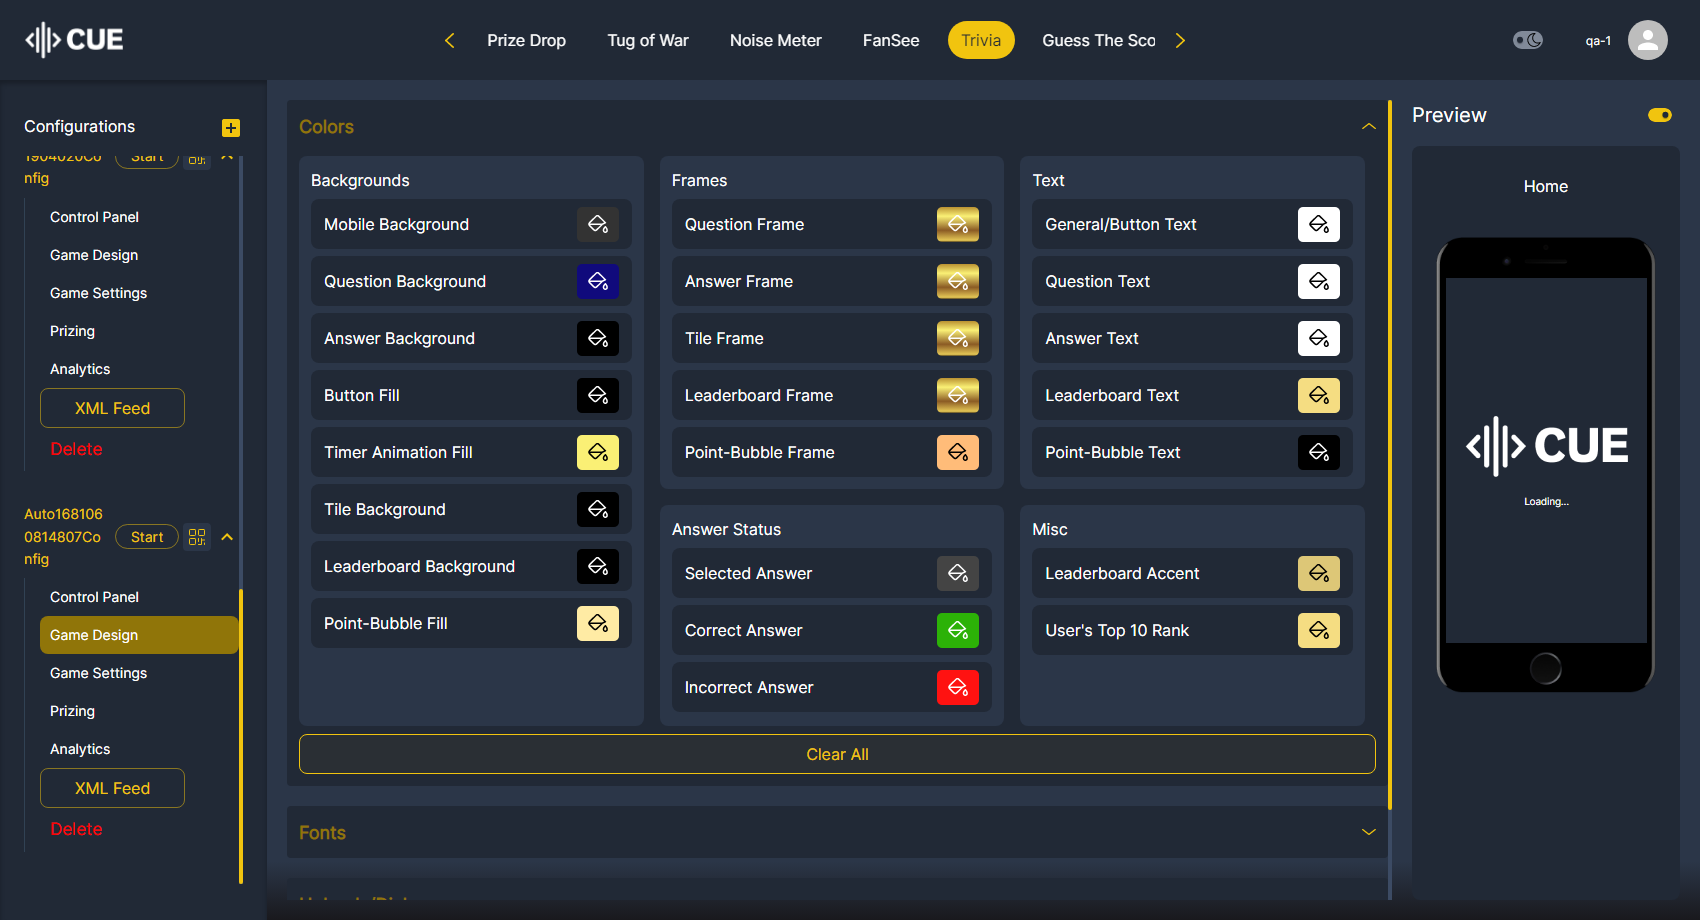 CUE
Prize Drop
Tug of War
Noise Meter
FanSee
Trivia
Guess The Sco
qa-1
Configurations
1904020Co
nfig
Start
Control Panel
Game Design
Game Settings
Prizing
Analytics
XML Feed
Delete
Auto168106
0814807Co
nfig
Start
Control Panel
Game Design
Game Settings
Prizing
Analytics
XML Feed
Delete
Colors
Backgrounds
Mobile Background
Question Background
Answer Background
Button Fill
Timer Animation Fill
Tile Background
Leaderboard Background
Point-Bubble Fill
Frames
Question Frame
Answer Frame
Tile Frame
Leaderboard Frame
Point-Bubble Frame
Text
General/Button Text
Question Text
Answer Text
Leaderboard Text
Point-Bubble Text
Answer Status
Selected Answer
Correct Answer
Incorrect Answer
Misc
Leaderboard Accent
User's Top 10 Rank
Clear All
Fonts
Preview
Home
CUE
Loading...